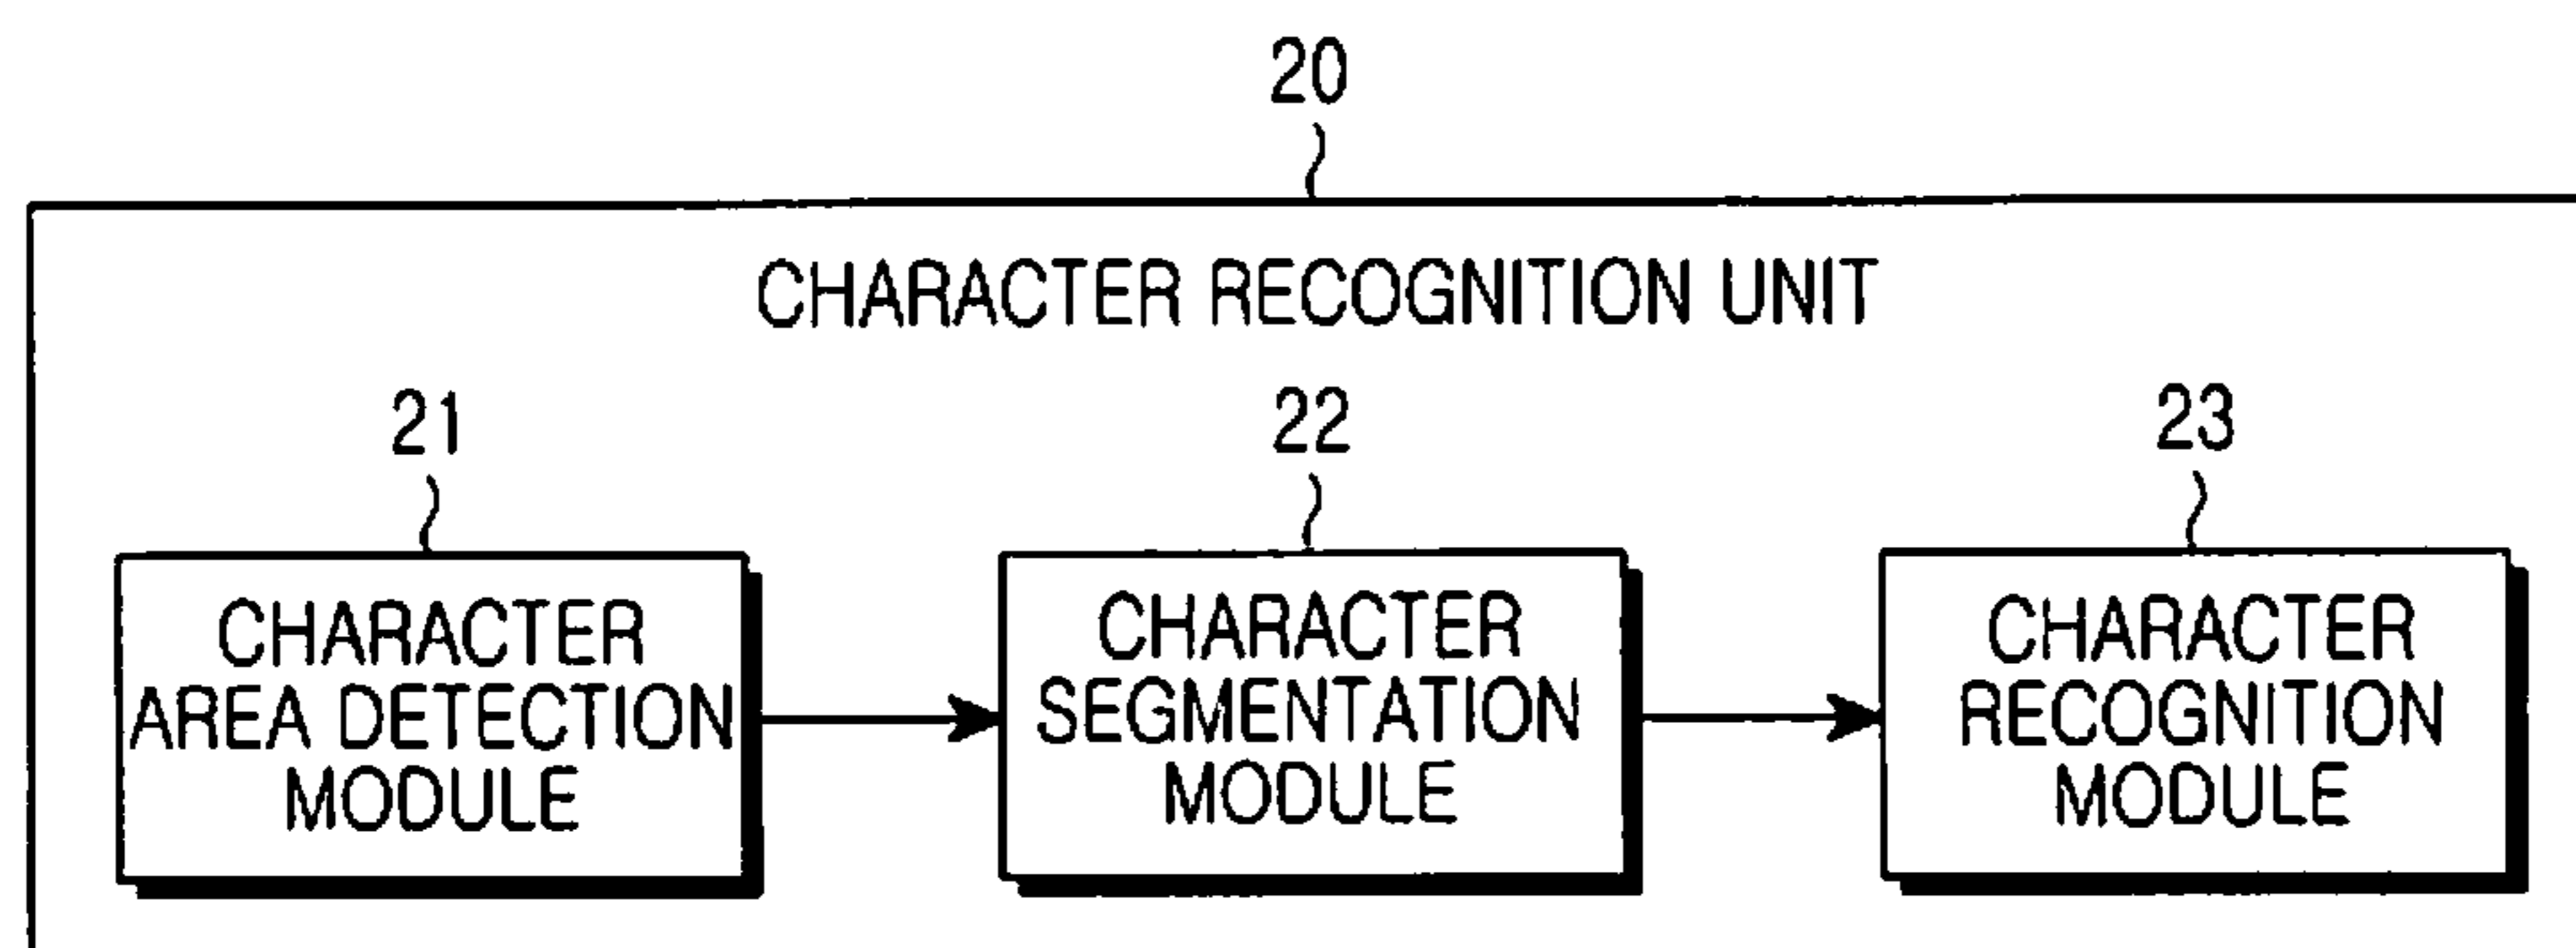 20
CHARACTER RECOGNITION UNIT
21
22
23
CHARACTER
AREA DETECTION
MODULE
CHARACTER
SEGMENTATION
MODULE
CHARACTER
RECOGNITION
MODULE